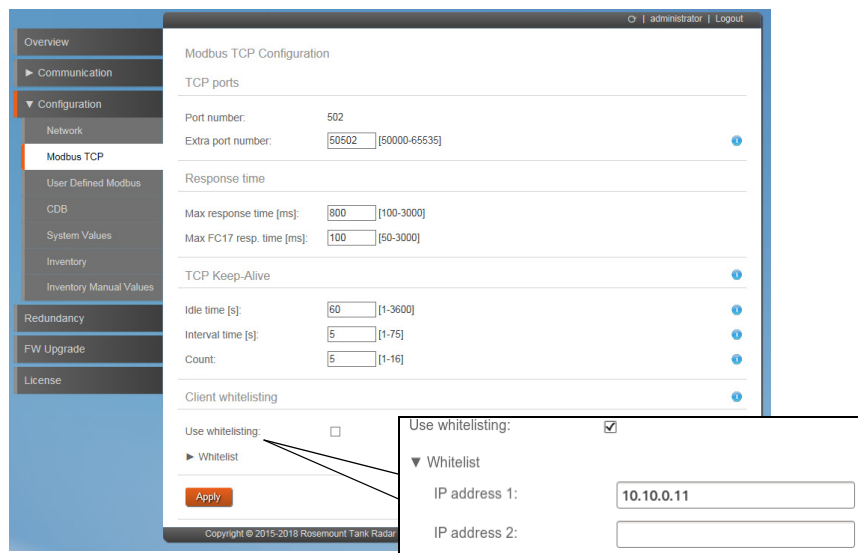 administrator | Logout
Overview
► Communication
▼ Configuration
Network
Modbus TCP
User Defined Modbus
CDB
System Values
Inventory
Inventory Manual Values
Redundancy
FW Upgrade
License
Modbus TCP Configuration
TCP ports
Port number: 502
Extra port number: 50502 [50000-65535]
Response time
Max response time [ms]: 800 [100-3000]
Max FC17 resp. time [ms]: 100 [50-3000]
TCP Keep-Alive
Idle time [s]: 60 [1-3600]
Interval time [s]: 5 [1-75]
Count: 5 [1-16]
Client whitelisting
Use whitelisting:
► Whitelist
Apply
Copyright © 2015-2018 Rosemount Tank Radar
Use whitelisting:
▼ Whitelist
IP address 1: 10.10.0.11
IP address 2: